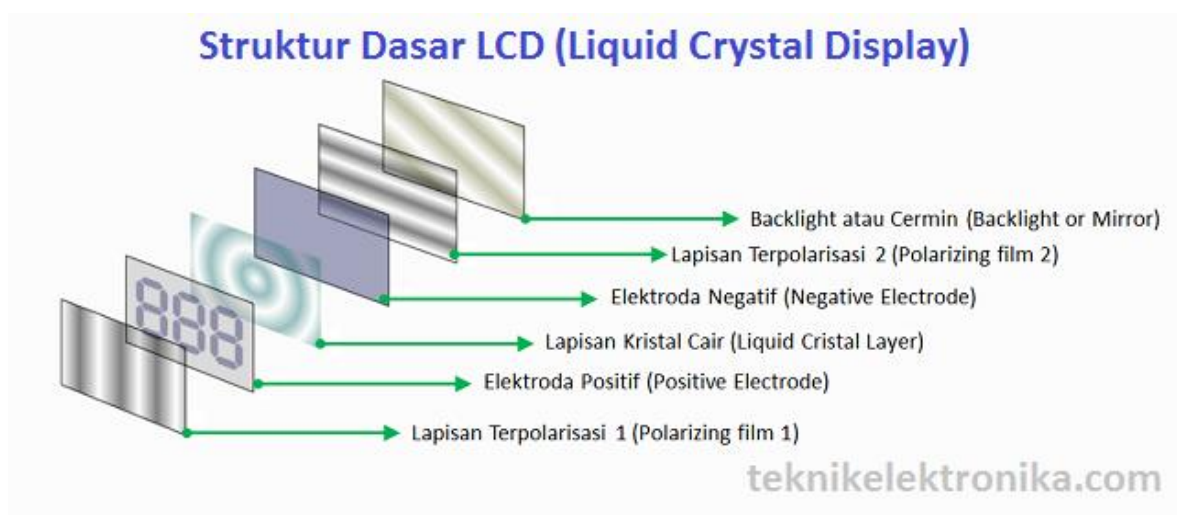 Struktur Dasar LCD (Liquid Crystal Display)
Backlight atau Cermin (Backlight or Mirror)
Lapisan Terpolarisasi 2 (Polarizing film 2)
Elektroda Negatif (Negative Electrode)
Lapisan Kristal Cair (Liquid Cristal Layer)
Elektroda Positif (Positive Electrode)
Lapisan Terpolarisasi 1 (Polarizing film 1)
888
teknikelektronika.com